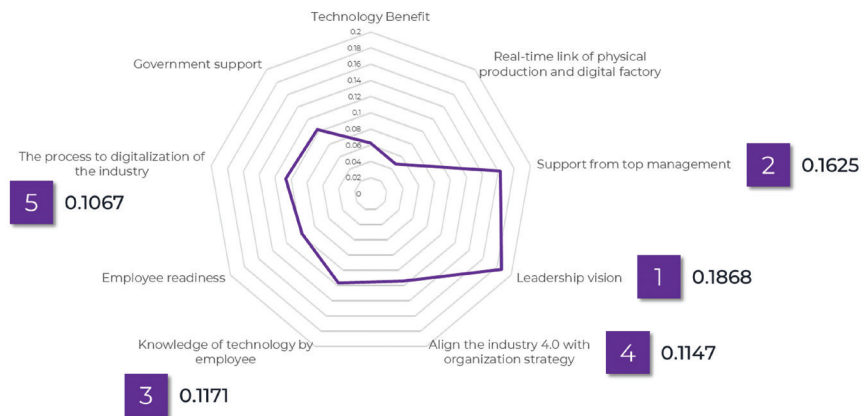 Technology Benefit
0.2
0.18
0.16
0.14
0.12
0.1
0.08
0.06
0.04
0.02
0
Real-time link of physical
production and digital factory
Support from top management
2 0.1625
Leadership vision
1 0.1868
Align the industry 4.0 with
organization strategy
4 0.1147
Knowledge of technology by
employee
3 0.1171
Employee readiness
The process to digitalization of
the industry
5 0.1067
Government support